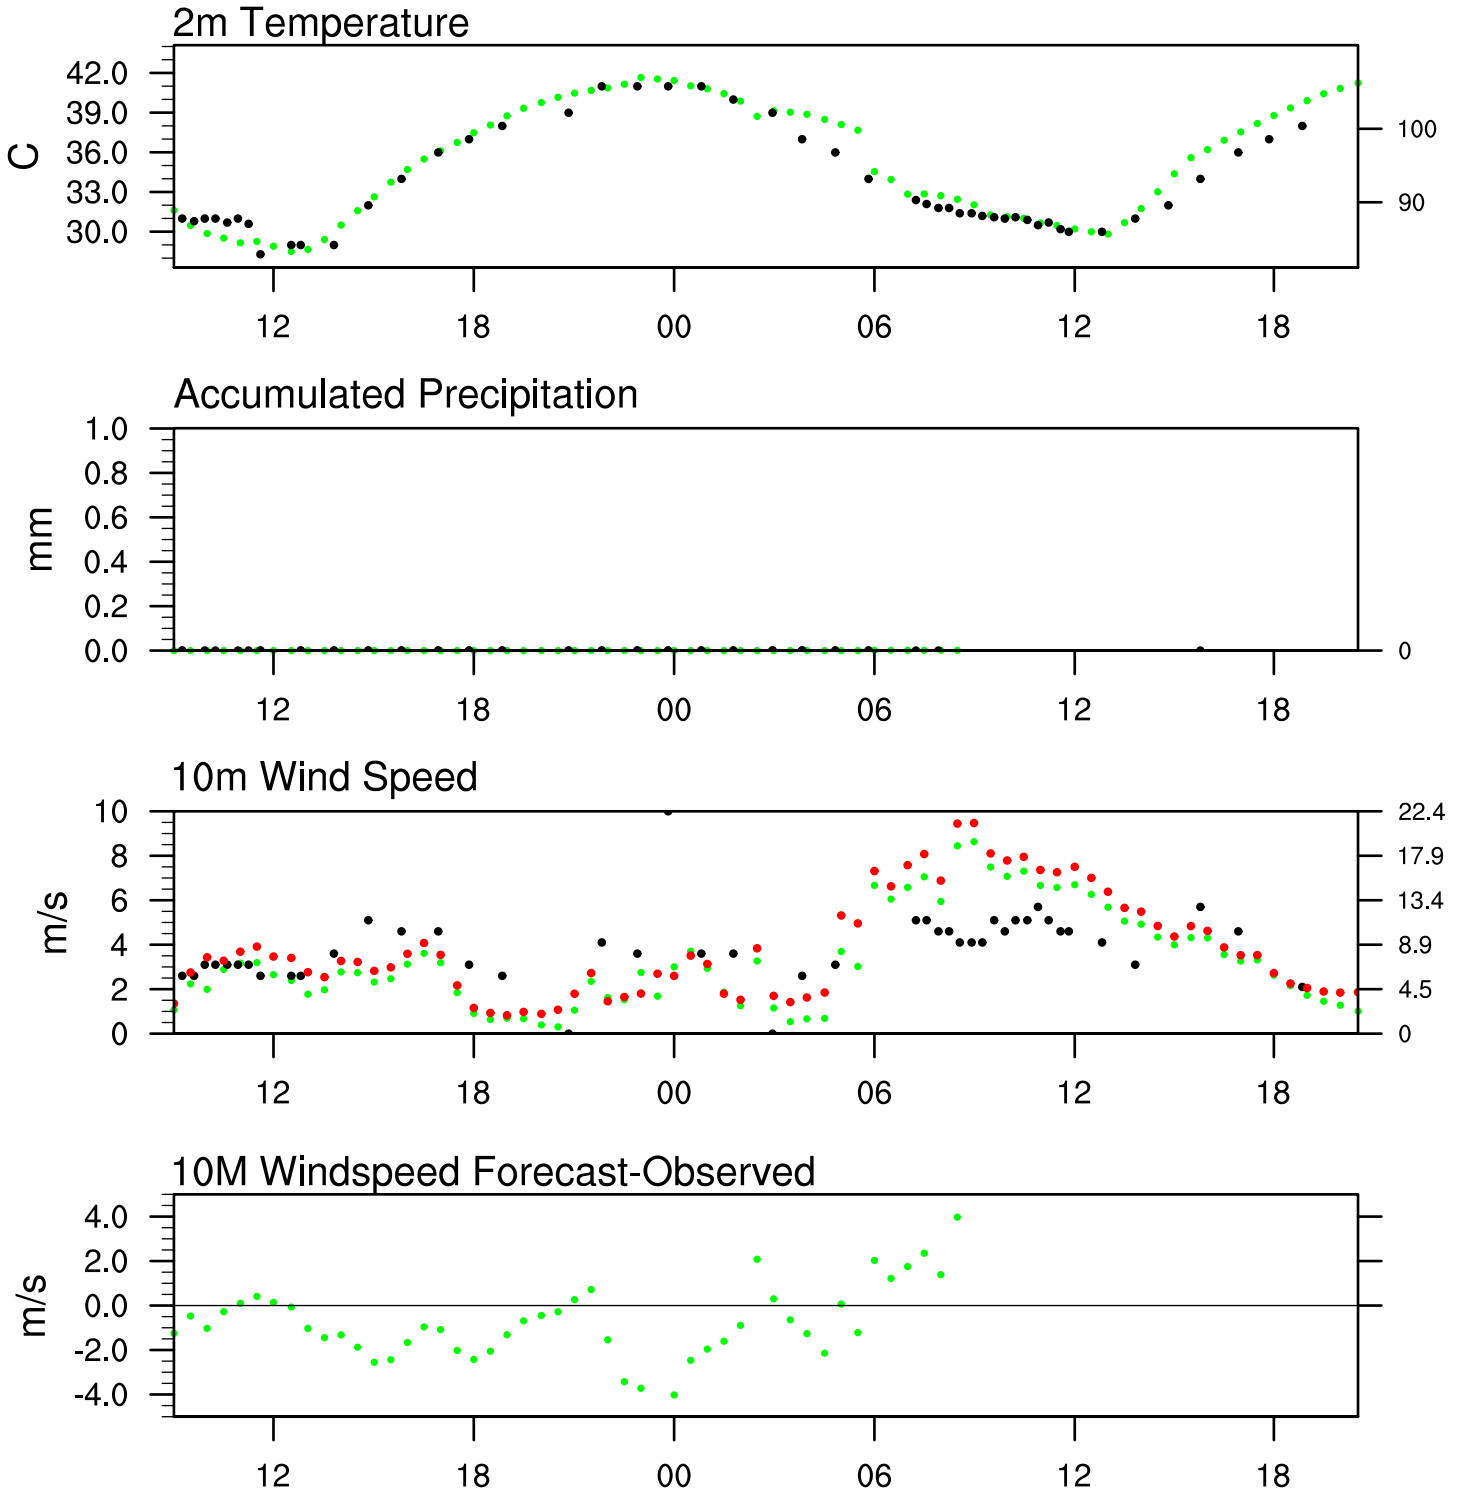 2m Temperature
42.0
39.0
36.0
33.0
30.0
C
100
90
12 18 00 06 12 18
Accumulated Precipitation
1.0
0.8
0.6
0.4
0.2
0.0
mm
0
12 18 00 06 12 18
10m Wind Speed
10
8
6
4
2
0
m/s
22.4
17.9
13.4
8.9
4.5
0
12 18 00 06 12 18
10M Windspeed Forecast-Observed
4.0
2.0
0.0
-2.0
-4.0
m/s
12 18 00 06 12 18